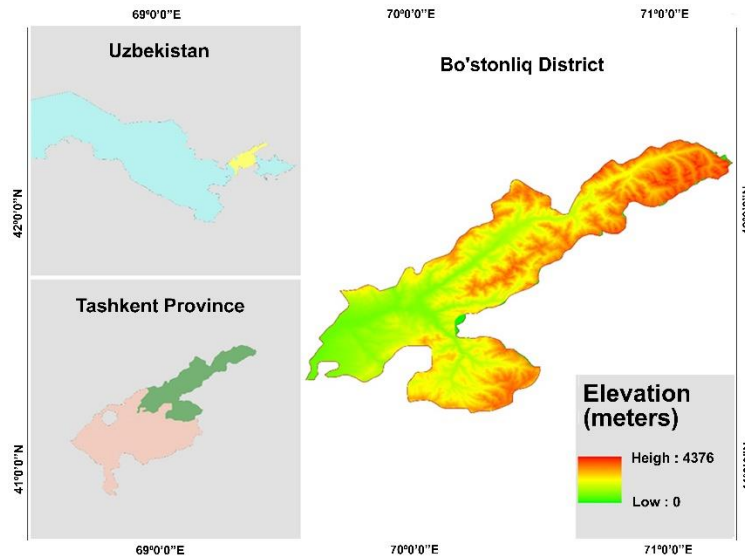 69°0'0"E
70°0'0"E
71°0'0"E
Uzbekistan
Bo'stonliq District
42°0'0"N
Tashkent Province
Elevation
(meters)
Heigh : 4376
Low : 0
41°0'0"N
69°0'0"E
70°0'0"E
71°0'0"E